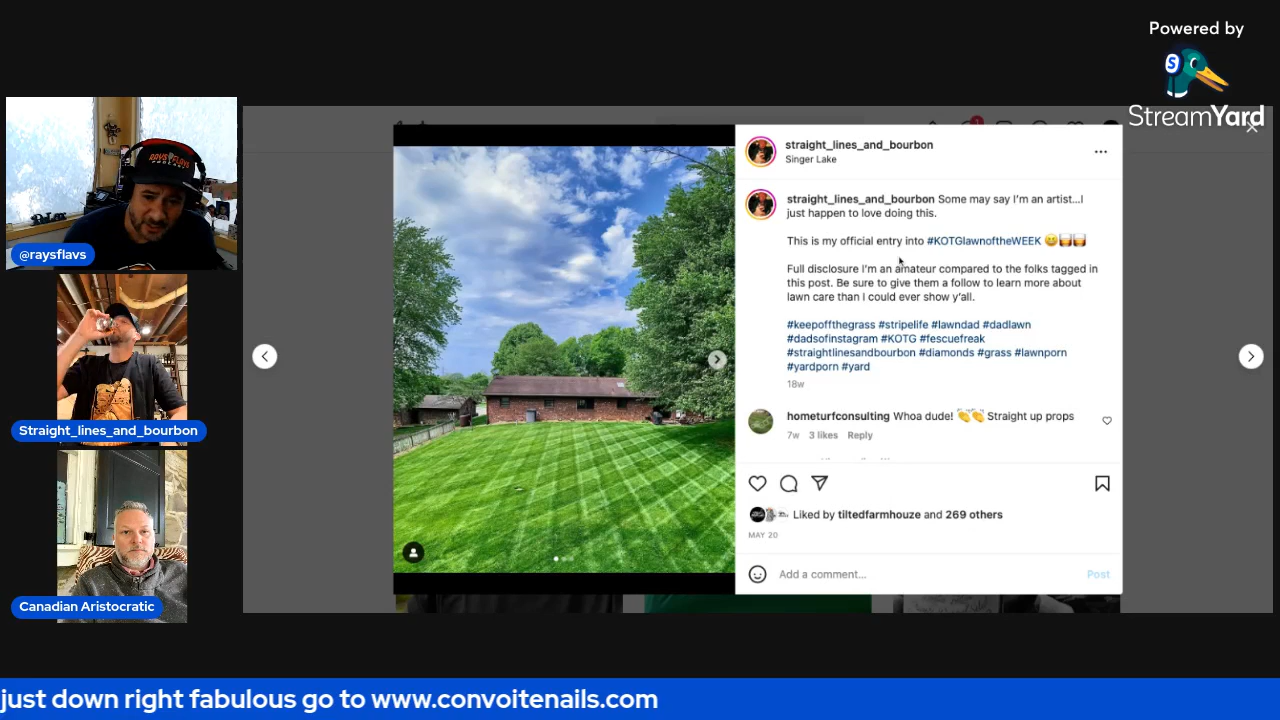 Powered by
StreamYard
RAYS FLAVS
@raysflavs
Straight_lines_and_bourbon
Canadian Aristocratic
straight_lines_and_bourbon
Singer Lake
straight_lines_and_bourbon Some may say I'm an artist...I
just happen to love doing this.
This is my official entry into #KOTGlawnoftheWEEK 😄🥃🥃
Full disclosure I'm an amateur compared to the folks tagged in
this post. Be sure to give them a follow to learn more about
lawn care than I could ever show y'all.
#keepoffthegrass #stripelife #lawndad #dadlawn
#dadsofinstagram #KOTG #fescuefreak
#straightlinesandbourbon #diamonds #grass #lawnporn
#yardporn #yard
18w
hometurfconsulting Whoa dude! 👏👏 Straight up props
7w 3 likes Reply
Liked by tiltedfarmhouze and 269 others
MAY 20
Add a comment...
Post
just down right fabulous go to www.convoitenails.com